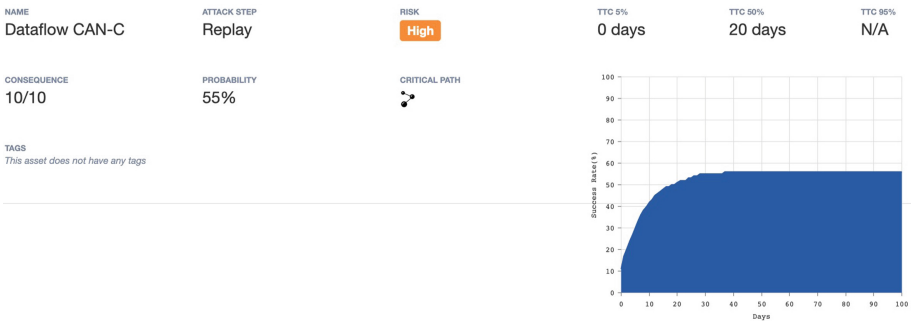 NAME
Dataflow CAN-C
ATTACK STEP
Replay
RISK
High
TTC 5%
0 days
TTC 50%
20 days
TTC 95%
N/A
CONSEQUENCE
10/10
PROBABILITY
55%
CRITICAL PATH
TAGS
This asset does not have any tags
Success Rate(%)
100
90
80
70
60
50
40
30
20
10
0
0 10 20 30 40 50 60 70 80 90 100
Days